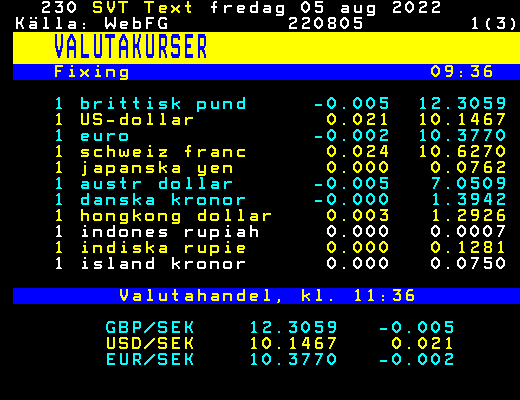 230 SVT Text fredag 05 aug 2022
Källa: WebFG 220805 1(3)
VALUTAKURSER
Fixing 09:36
1 brittisk pund -0.005 12.3059
1 US-dollar 0.021 10.1467
1 euro -0.002 10.3770
1 schweiz franc 0.024 10.6270
1 japanska yen 0.000 0.0762
1 austr dollar -0.005 7.0509
1 danska kronor -0.000 1.3942
1 hongkong dollar 0.003 1.2926
1 indones rupiah 0.000 0.0007
1 indiska rupie 0.000 0.1281
1 island kronor 0.000 0.0750
Valutahandel, kl. 11:36
GBP/SEK 12.3059 -0.005
USD/SEK 10.1467 0.021
EUR/SEK 10.3770 -0.002